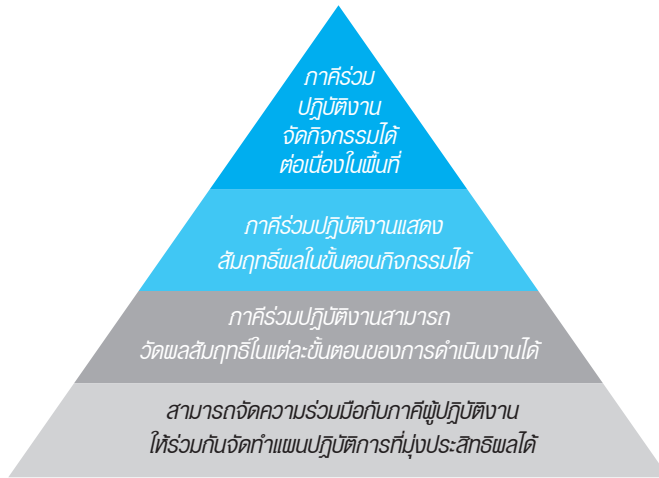 ภาคีร่วม
ปฏิบัติงาน
จัดกิจกรรมได้
ต่อเนื่องในพื้นที่
ภาคีร่วมปฏิบัติงานแสดง
สัมฤทธิ์ผลในขั้นตอนกิจกรรมได้
ภาคีร่วมปฏิบัติงานสามารถ
วัดผลสัมฤทธิ์ในแต่ละขั้นตอนของการดำเนินงานได้
สามารถจัดความร่วมมือกับภาคีผู้ปฏิบัติงาน
ให้ร่วมกันจัดทำแผนปฏิบัติการที่มุ่งประสิทธิผลได้